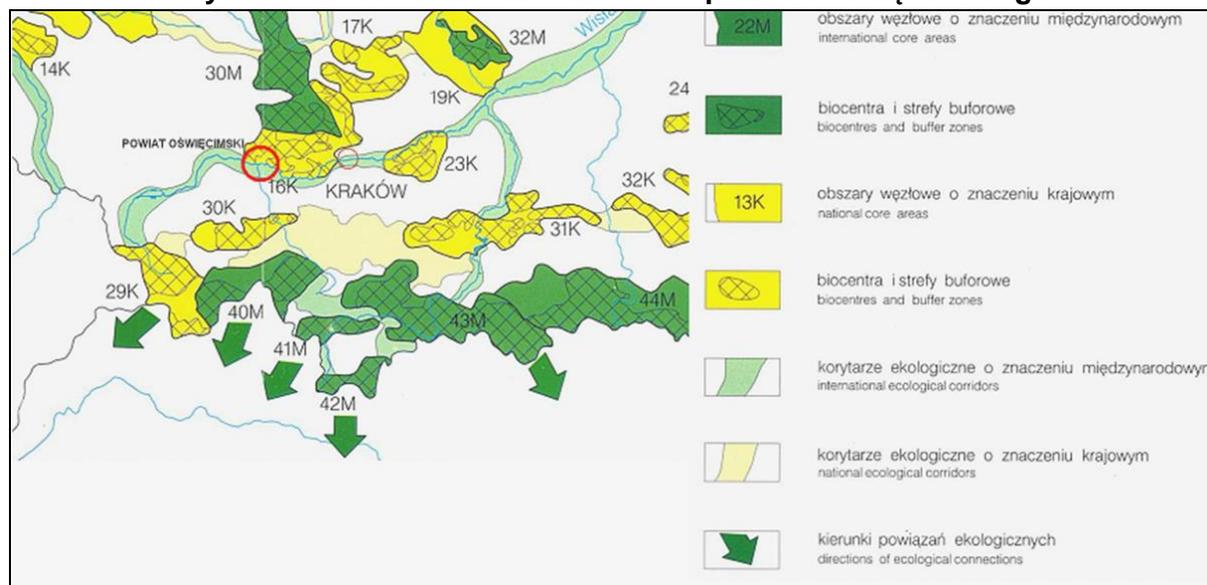 17K
32M
Wisła
14K
30M
19K
24
POWIAT OŚWIĘCIMSKI
23K
16K
KRAKÓW
32K
30K
31K
29K
40M
43M
44M
41M
42M
22M
obszary węzłowe o znaczeniu międzynarodowym
international core areas
biocentra i strefy buforowe
biocentres and buffer zones
13K
obszary węzłowe o znaczeniu krajowym
national core areas
biocentra i strefy buforowe
biocentres and buffer zones
korytarze ekologiczne o znaczeniu międzynarodowym
international ecological corridors
korytarze ekologiczne o znaczeniu krajowym
national ecological corridors
kierunki powiązań ekologicznych
directions of ecological connections